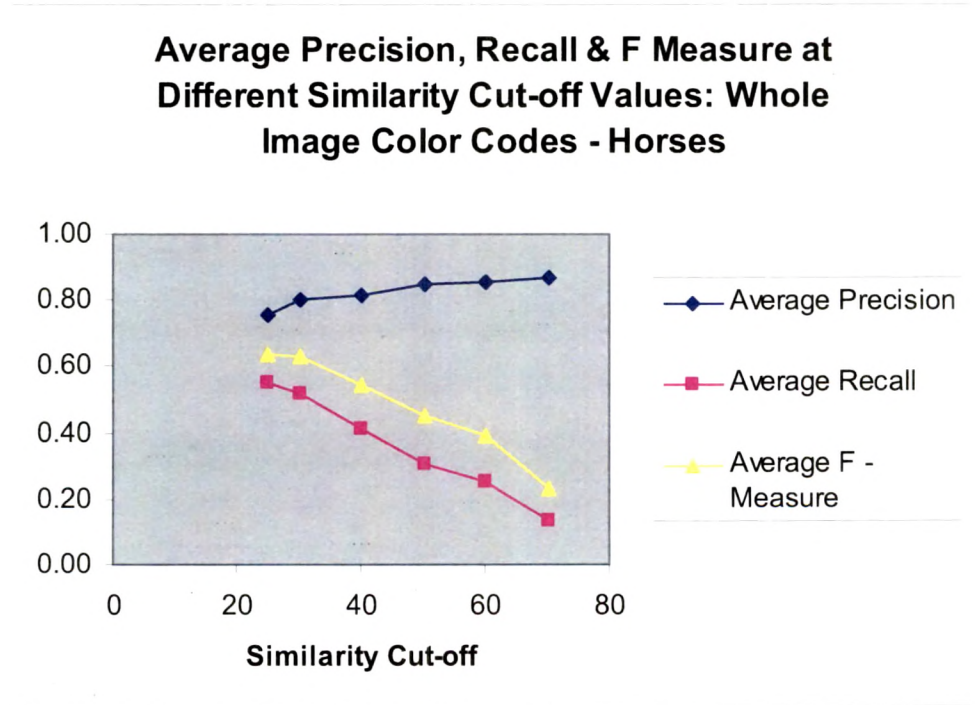 Average Precision, Recall & F Measure at
Different Similarity Cut-off Values: Whole
Image Color Codes - Horses
1.00
0.80
0.60
0.40
0.20
0.00
0 20 40 60 80
Similarity Cut-off
Average Precision
Average Recall
Average F -
Measure